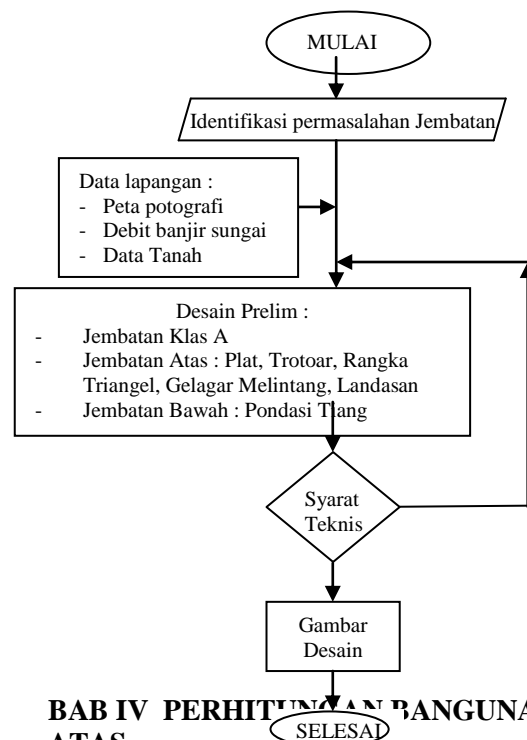 MULAI
Identifikasi permasalahan Jembatan
Data lapangan :
- Peta potografi
- Debit banjir sungai
- Data Tanah
Desain Prelim :
- Jembatan Klas A
- Jembatan Atas : Plat, Trotoar, Rangka
Triangel, Gelagar Melintang, Landasan
- Jembatan Bawah : Pondasi Tiang
Syarat
Teknis
Gambar
Desain
BAB IV PERHITUNGAN BANGUNA
ATAS
SELESAI